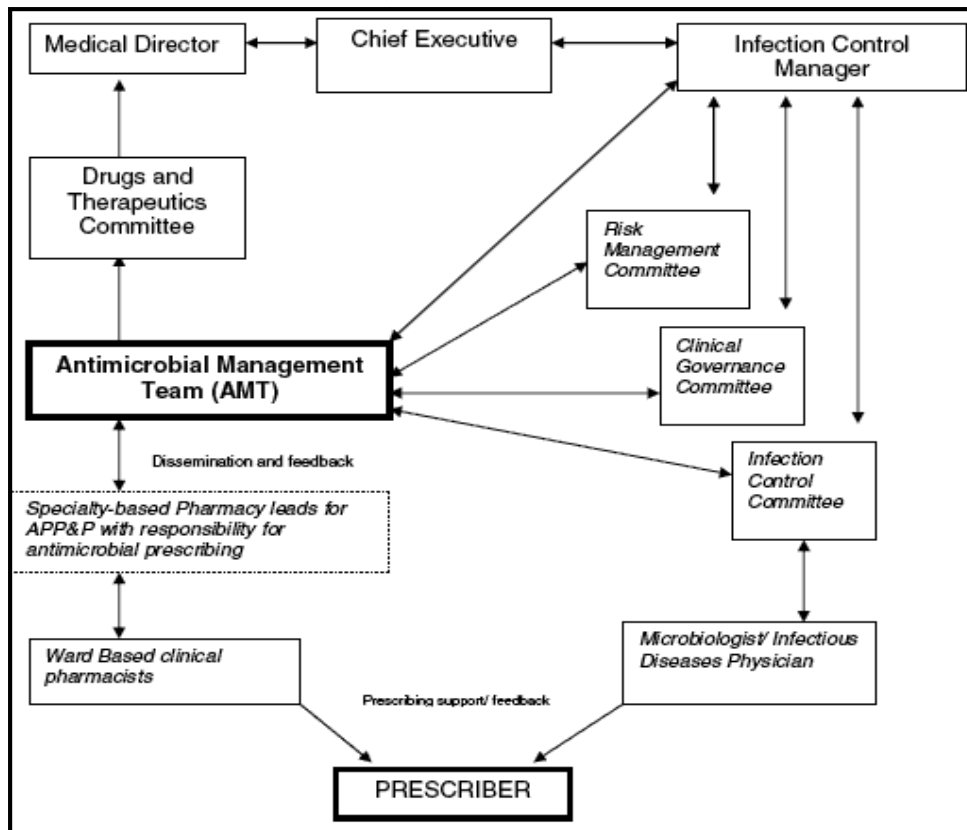 Medical Director
Chief Executive
Infection Control
Manager
Drugs and
Therapeutics
Committee
Risk
Management
Committee
Antimicrobial Management
Team (AMT)
Clinical
Governance
Committee
Dissemination and feedback
Infection
Control
Committee
Specialty-based Pharmacy leads for
APP&P with responsibility for
antimicrobial prescribing
Ward Based clinical
pharmacists
Microbiologist/ Infectious
Diseases Physician
Prescribing support/ feedback
PRESCRIBER